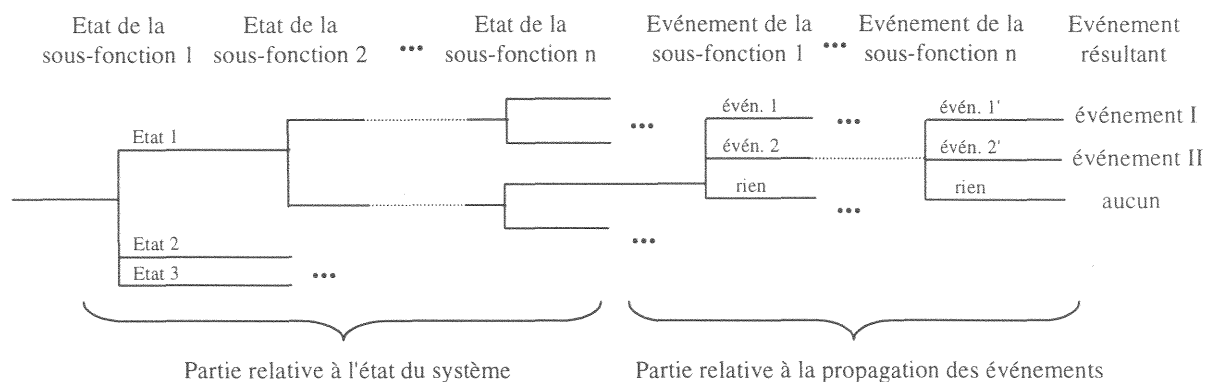 Etat de la
sous-fonction 1
Etat de la
sous-fonction 2
...
Etat de la
sous-fonction n
Evénement de la
sous-fonction 1
...
Evénement de la
sous-fonction n
Evénement
résultant
Etat 1
Etat 2
Etat 3
...
...
...
évén. 1
évén. 2
rien
...
...
évén. 1'
évén. 2'
rien
événement I
événement II
aucun
Partie relative à l'état du système
Partie relative à la propagation des événements